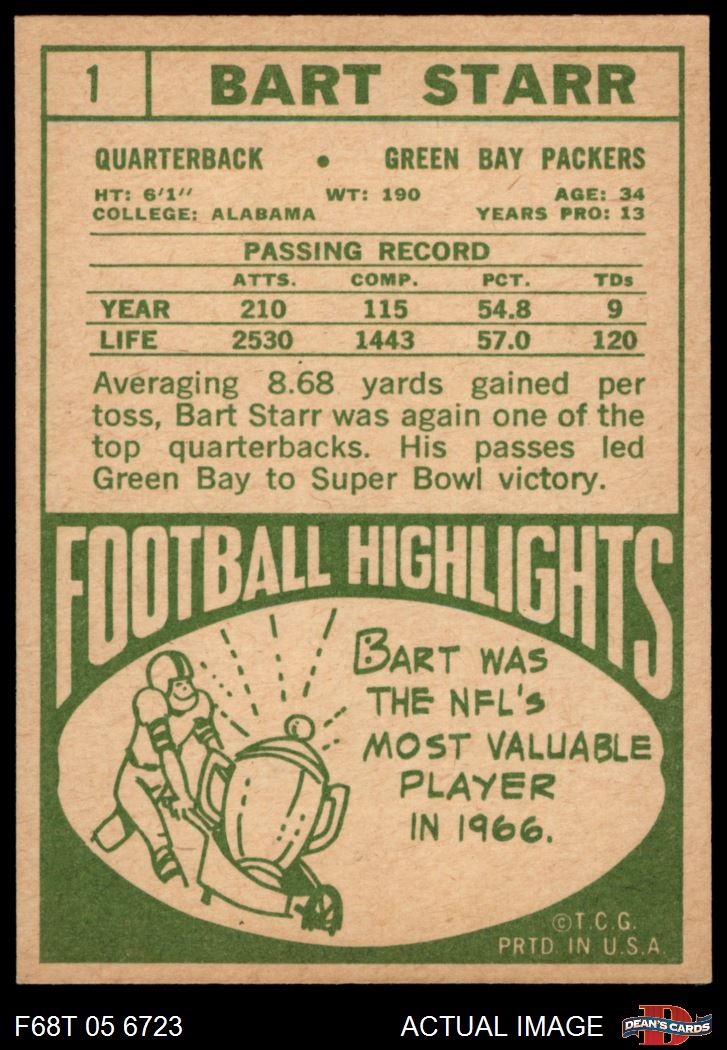 1 BART STARR
QUARTERBACK • GREEN BAY PACKERS
HT: 6'1" WT: 190 AGE: 34
COLLEGE: ALABAMA YEARS PRO: 13
PASSING RECORD
ATTS. COMP. PCT. TDs
YEAR 210 115 54.8 9
LIFE 2530 1443 57.0 120
Averaging 8.68 yards gained per
toss, Bart Starr was again one of the
top quarterbacks. His passes led
Green Bay to Super Bowl victory.
FOOTBALL HIGHLIGHTS
BART WAS
THE NFL'S
MOST VALUABLE
PLAYER
IN 1966.
©T.C.G.
PRTD. IN U.S.A.
F68T 05 6723 ACTUAL IMAGE D DEAN'S CARDS